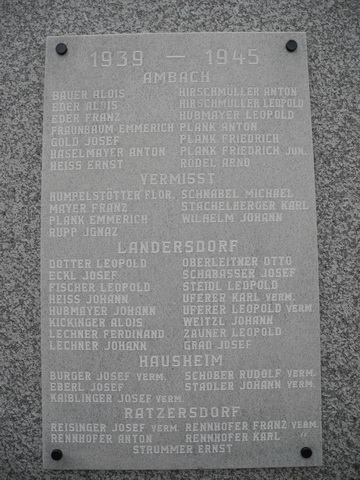 1939 — 1945
AMBACH
BAUER ALOIS
EDER ALOIS
EDER FRANZ
FRAUNBAUM EMMERICH
GOLD JOSEF
HASELMAYER ANTON
HEISS ERNST
HIRSCHMÜLLER ANTON
HIRSCHMÜLLER LEOPOLD
HUBMAYER LEOPOLD
PLANK ANTON
PLANK FRIEDRICH
PLANK FRIEDRICH JUN.
RÖDEL ARNO
VERMISST
HUMPELSTÖTTER FLOR.
MAYER FRANZ
PLANK EMMERICH
RUPP IGNAZ
SCHNABEL MICHAEL
STACHELBERGER KARL
WILHELM JOHANN
LANDERSDORF
DOTTER LEOPOLD
ECKL JOSEF
FISCHER LEOPOLD
HEISS JOHANN
HUBMAYER JOHANN
KICKINGER ALOIS
LECHNER FERDINAND
LECHNER JOHANN
OBERLEITNER OTTO
SCHABASSER JOSEF
STEIDL LEOPOLD
UFERER KARL VERM.
UFERER LEOPOLD VERM.
WEITZL JOHANN
ZAUNER LEOPOLD
GRAD JOSEF
HAUSHEIM
BURGER JOSEF VERM.
EBERL JOSEF
KAIBLINGER JOSEF VERM.
SCHOBER RUDOLF VERM.
STADLER JOHANN VERM.
RATZERSDORF
REISINGER JOSEF VERM.
RENNHOFER ANTON
RENNHOFER FRANZ VERM.
RENNHOFER KARL
STRUMMER ERNST